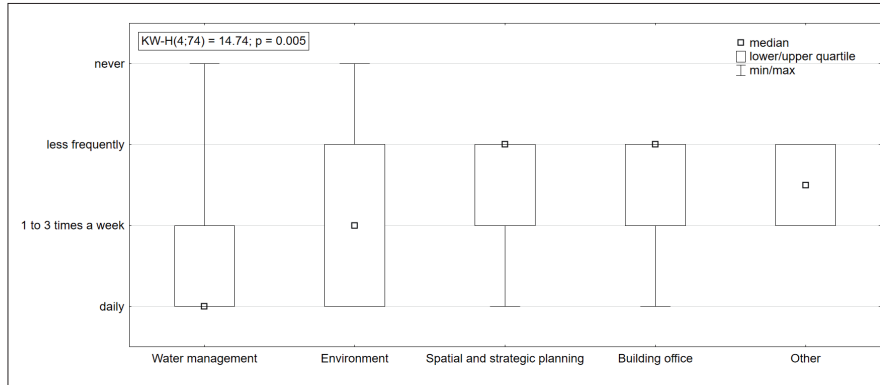 KW-H(4;74) = 14.74; p = 0.005
median
lower/upper quartile
min/max
never
less frequently
1 to 3 times a week
daily
Water management
Environment
Spatial and strategic planning
Building office
Other